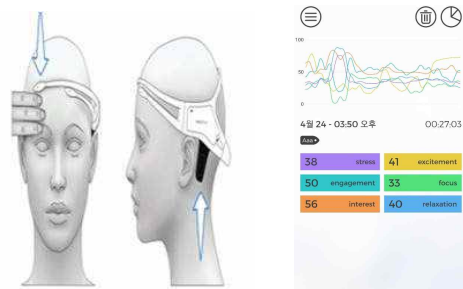 100
50
0
4월 24 - 03:50 오후
00:27:03
Aaa
38 stress
41 excitement
50 engagement
33 focus
56 interest
40 relaxation